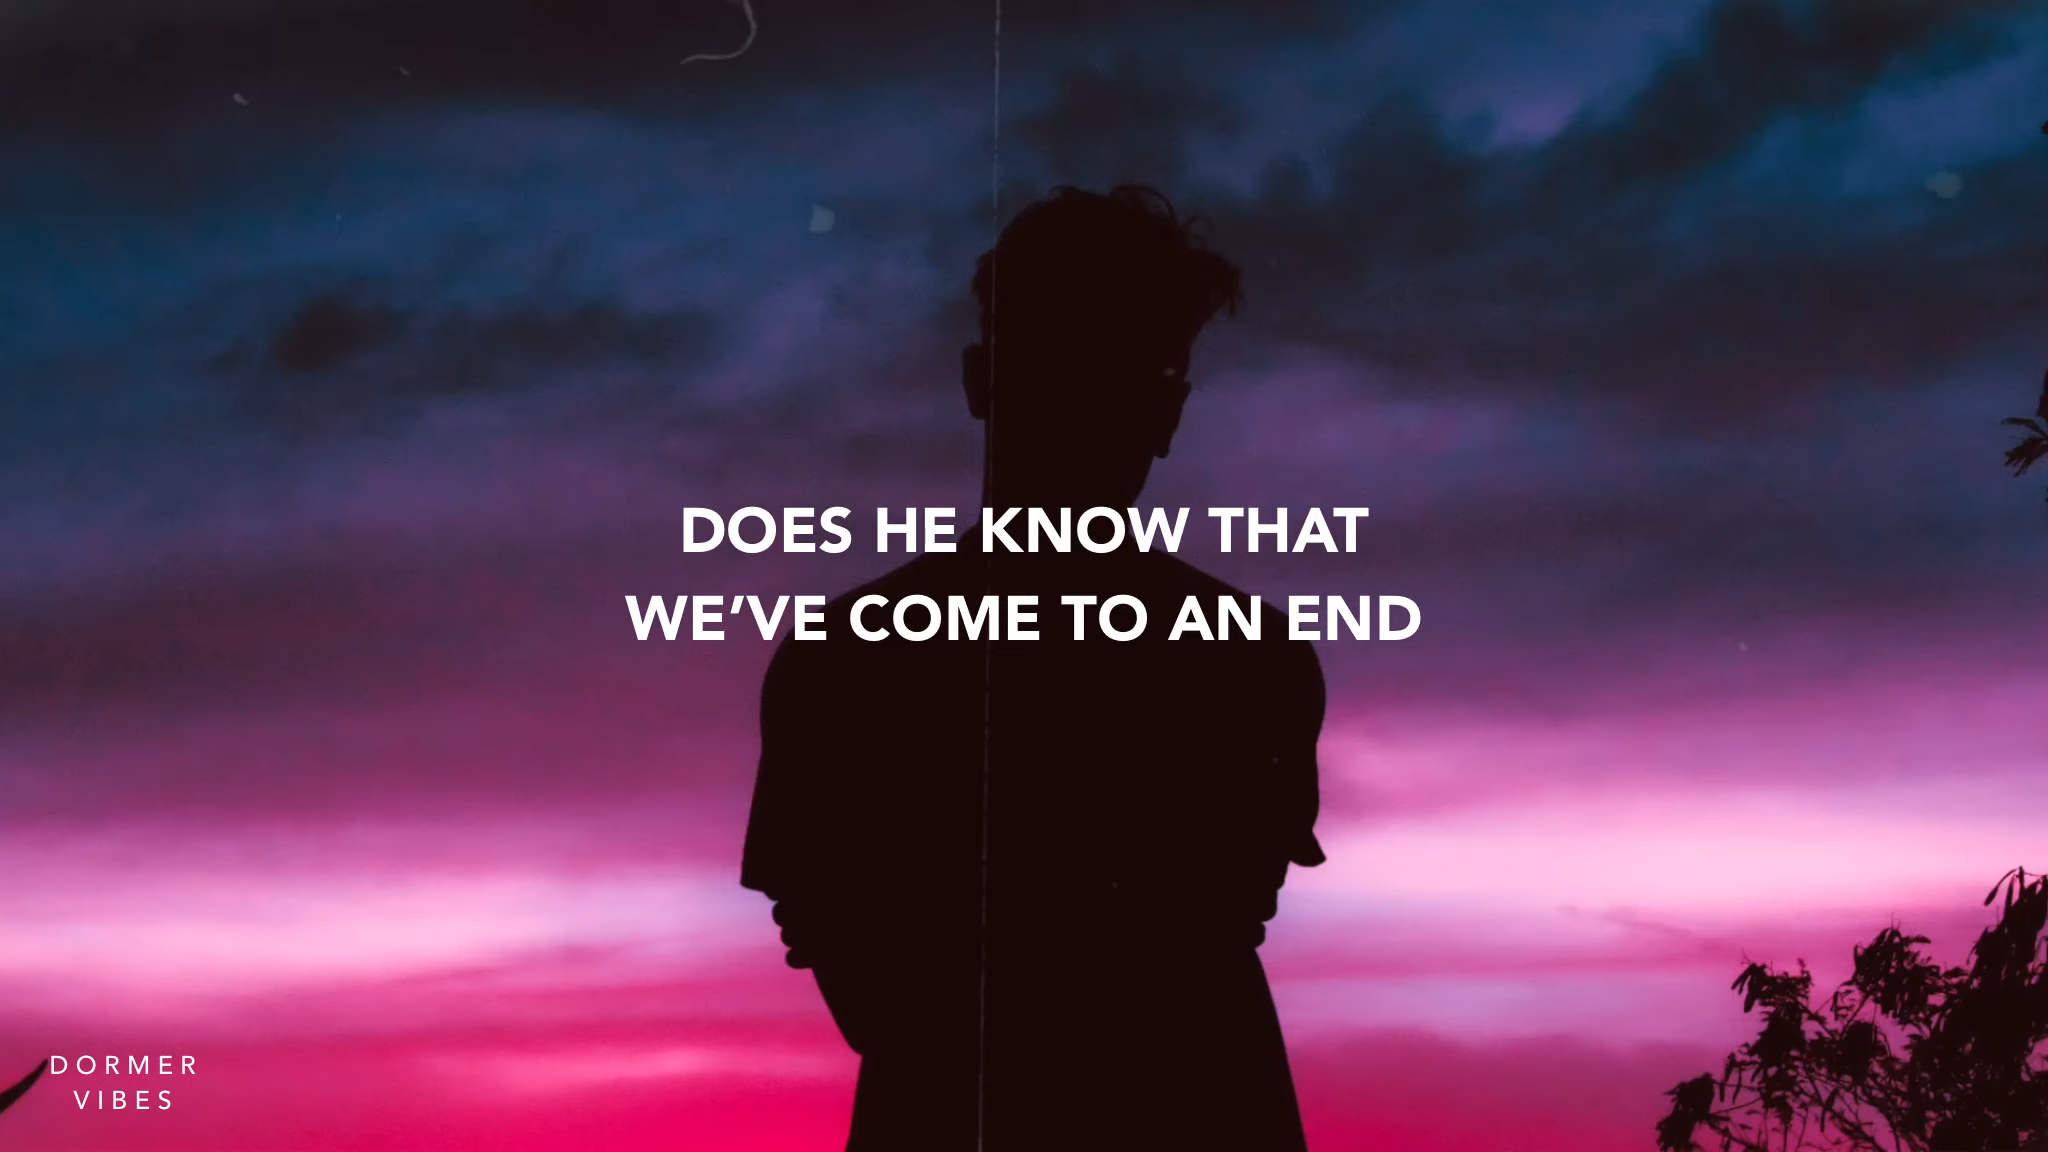 DOES HE KNOW THAT
WE’VE COME TO AN END
DORMER
VIBES